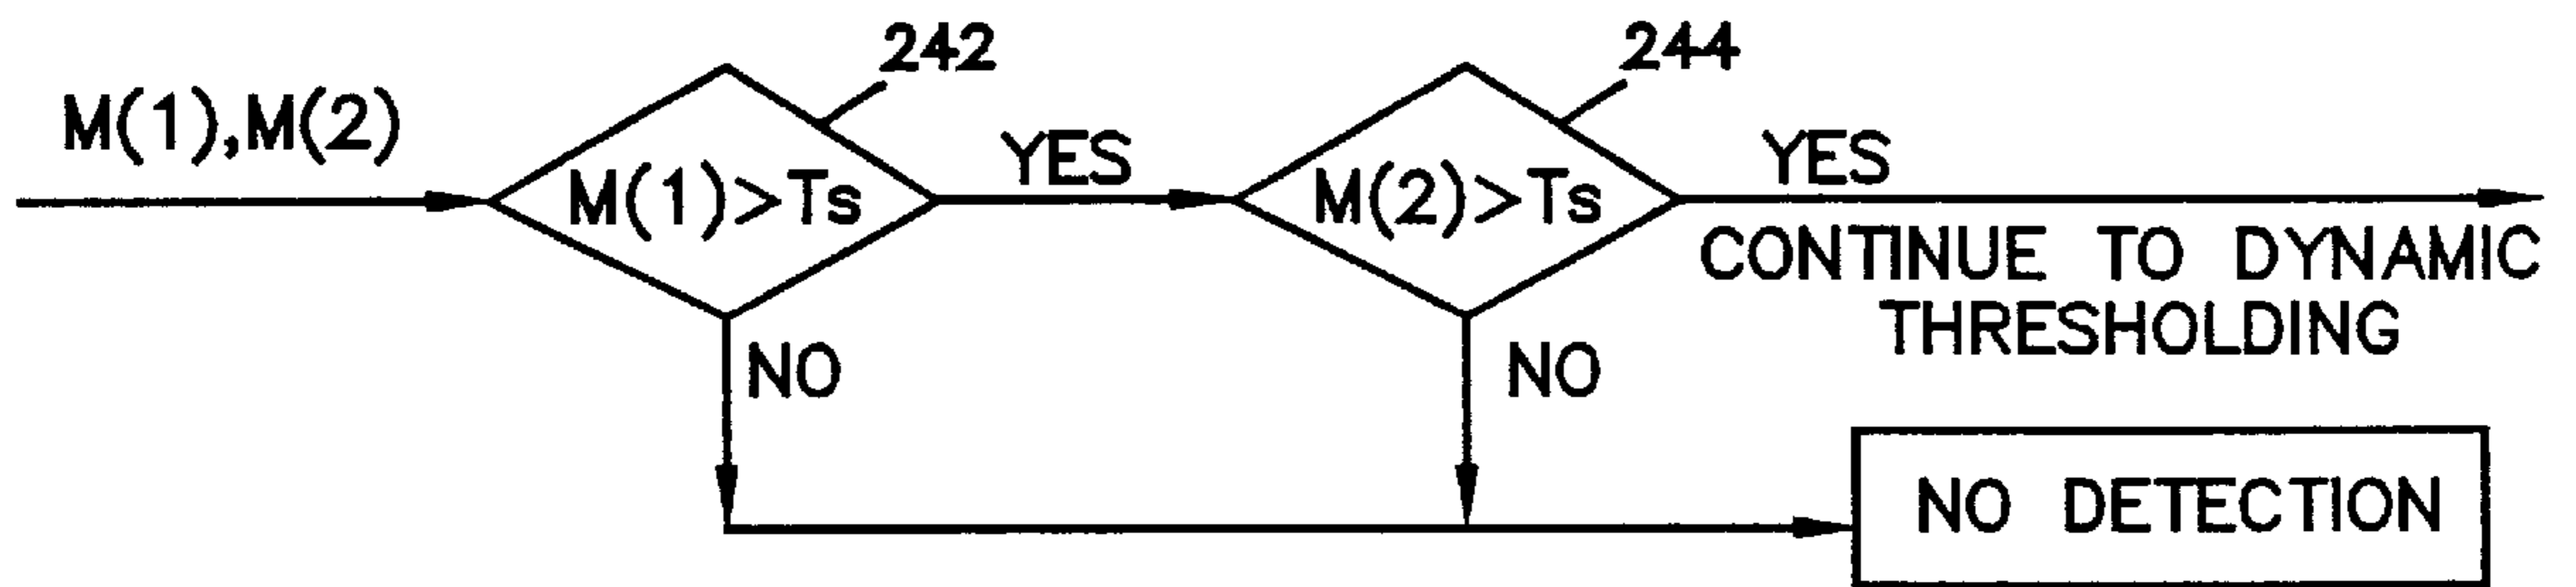 242
244
M(1),M(2)
M(1)>Ts
YES
M(2)>Ts
YES
CONTINUE TO DYNAMIC
THRESHOLDING
NO
NO
NO DETECTION